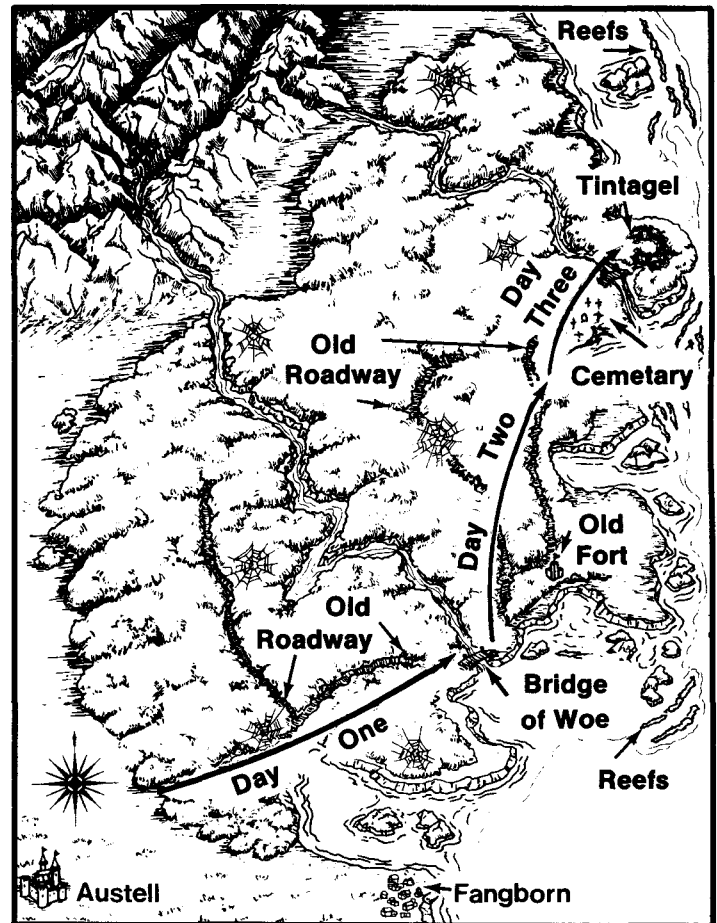 Reefs
Tintagel
Day
Three
Old
Roadway
Cemetary
Two
Day
Old
Fort
Old
Roadway
Bridge
of Woe
One
Day
Reefs
Austell
Fangborn